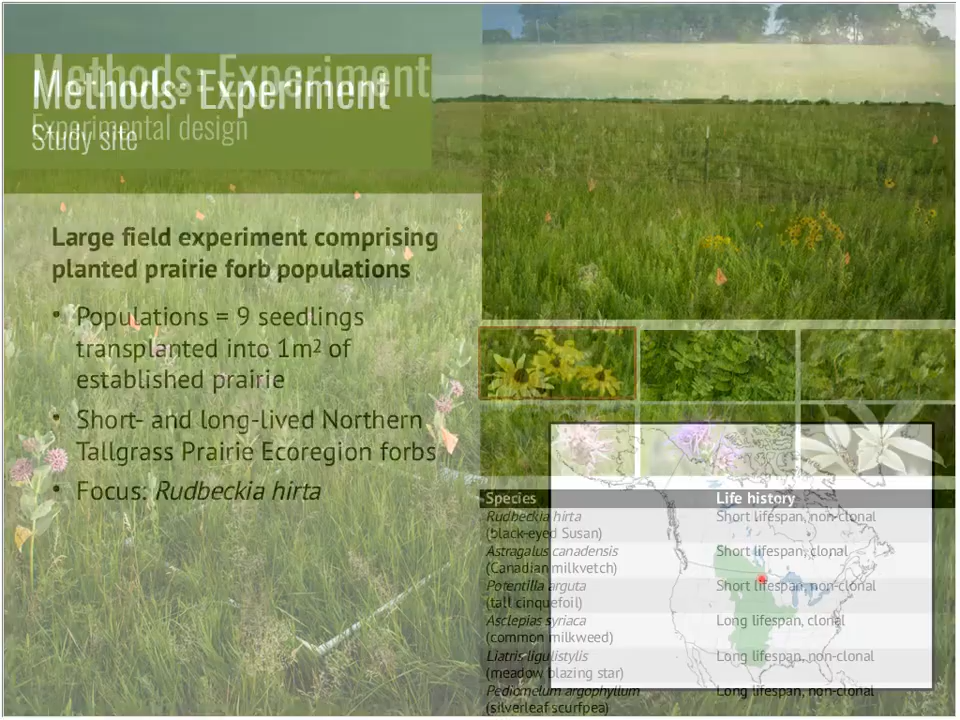 Methods: Experiment
Experimental design
Methods: Experiment
Study site
Large field experiment comprising
planted prairie forb populations
• Populations = 9 seedlings
transplanted into 1m2 of
established prairie
• Short- and long-lived Northern
Tallgrass Prairie Ecoregion forbs
• Focus: Rudbeckia hirta
Species Life history
Rudbeckia hirta Short lifespan, non-clonal
(black-eyed Susan)
Astragalus canadensis Short lifespan, clonal
(Canadian milkvetch)
Potentilla arguta Short lifespan, non-clonal
(tall cinquefoil)
Asclepias syriaca Long lifespan, clonal
(common milkweed)
Liatris ligulistylis Long lifespan, non-clonal
(meadow blazing star)
Pediomelum argophyllum Long lifespan, non-clonal
(silverleaf scurfpea)